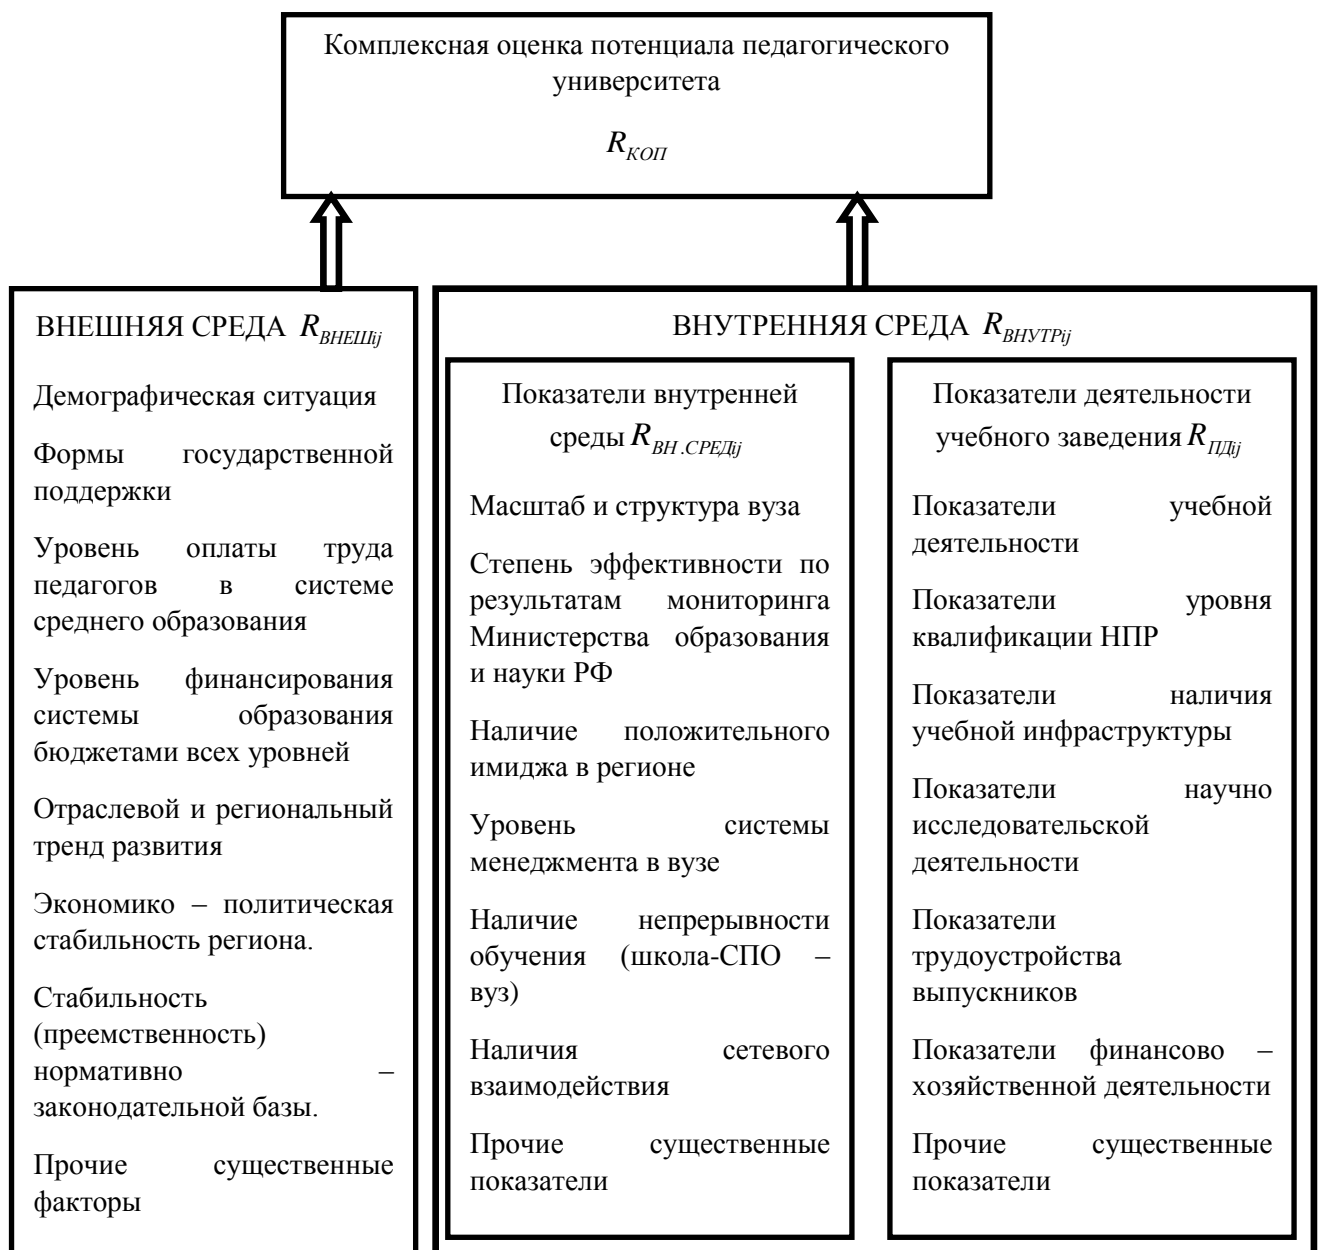 Комплексная оценка потенциала педагогического
университета
R КОП
ВНЕШНЯЯ СРЕДА R ВНЕШij
Демографическая ситуация
Формы государственной
поддержки
Уровень оплаты труда
педагогов в системе
среднего образования
Уровень финансирования
системы образования
бюджетами всех уровней
Отраслевой и региональный
тренд развития
Экономико – политическая
стабильность региона.
Стабильность
(преемственность)
нормативно –
законодательной базы.
Прочие существенные
факторы
ВНУТРЕННЯЯ СРЕДА R ВНУТРij
Показатели внутренней
среды R ВН.СРЕДij
Масштаб и структура вуза
Степень эффективности по
результатам мониторинга
Министерства образования
и науки РФ
Наличие положительного
имиджа в регионе
Уровень системы
менеджмента в вузе
Наличие непрерывности
обучения (школа-СПО –
вуз)
Наличия сетевого
взаимодействия
Прочие существенные
показатели
Показатели деятельности
учебного заведения R ПДij
Показатели учебной
деятельности
Показатели уровня
квалификации НПР
Показатели наличия
учебной инфраструктуры
Показатели научно
исследовательской
деятельности
Показатели
трудоустройства
выпускников
Показатели финансово –
хозяйственной деятельности
Прочие существенные
показатели